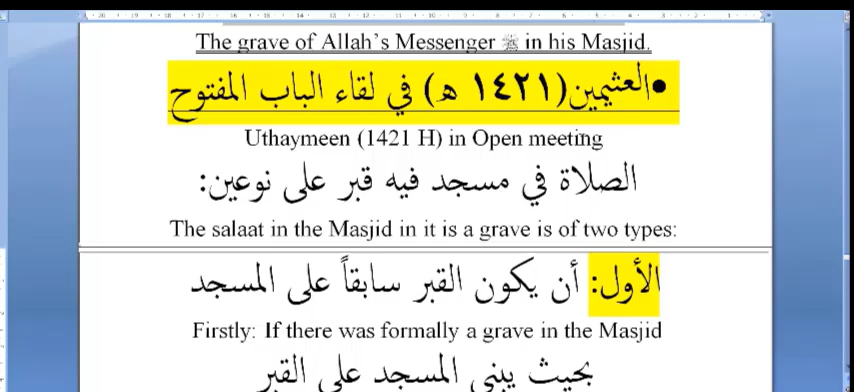 The grave of Allah's Messenger ﷺ in his Masjid.
•العثيمين(١٤٢١ هـ) في لقاء الباب المفتوح
Uthaymeen (1421 H) in Open meeting
الصلاة في مسجد فيه قبر على نوعين:
The salaat in the Masjid in it is a grave is of two types:
الأول: أن يكون القبر سابقاً على المسجد
Firstly: If there was formally a grave in the Masjid
بحيث يبنى المسجد على القبر